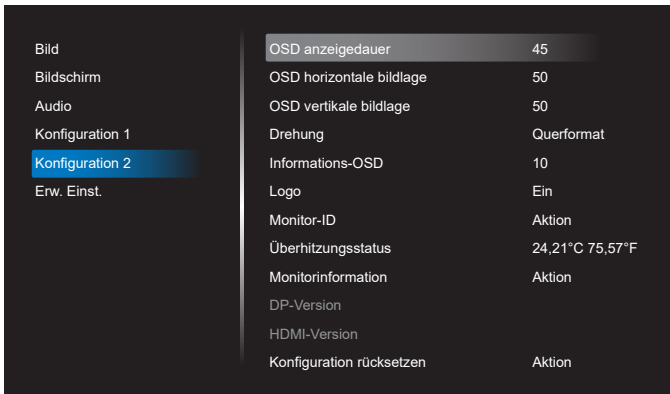 Bild
Bildschirm
Audio
Konfiguration 1
Konfiguration 2
Erw. Einst.
OSD anzeigedauer 45
OSD horizontale bildlage 50
OSD vertikale bildlage 50
Drehung Querformat
Informations-OSD 10
Logo Ein
Monitor-ID Aktion
Überhitzungsstatus 24,21°C 75,57°F
Monitorinformation Aktion
DP-Version
HDMI-Version
Konfiguration rücksetzen Aktion